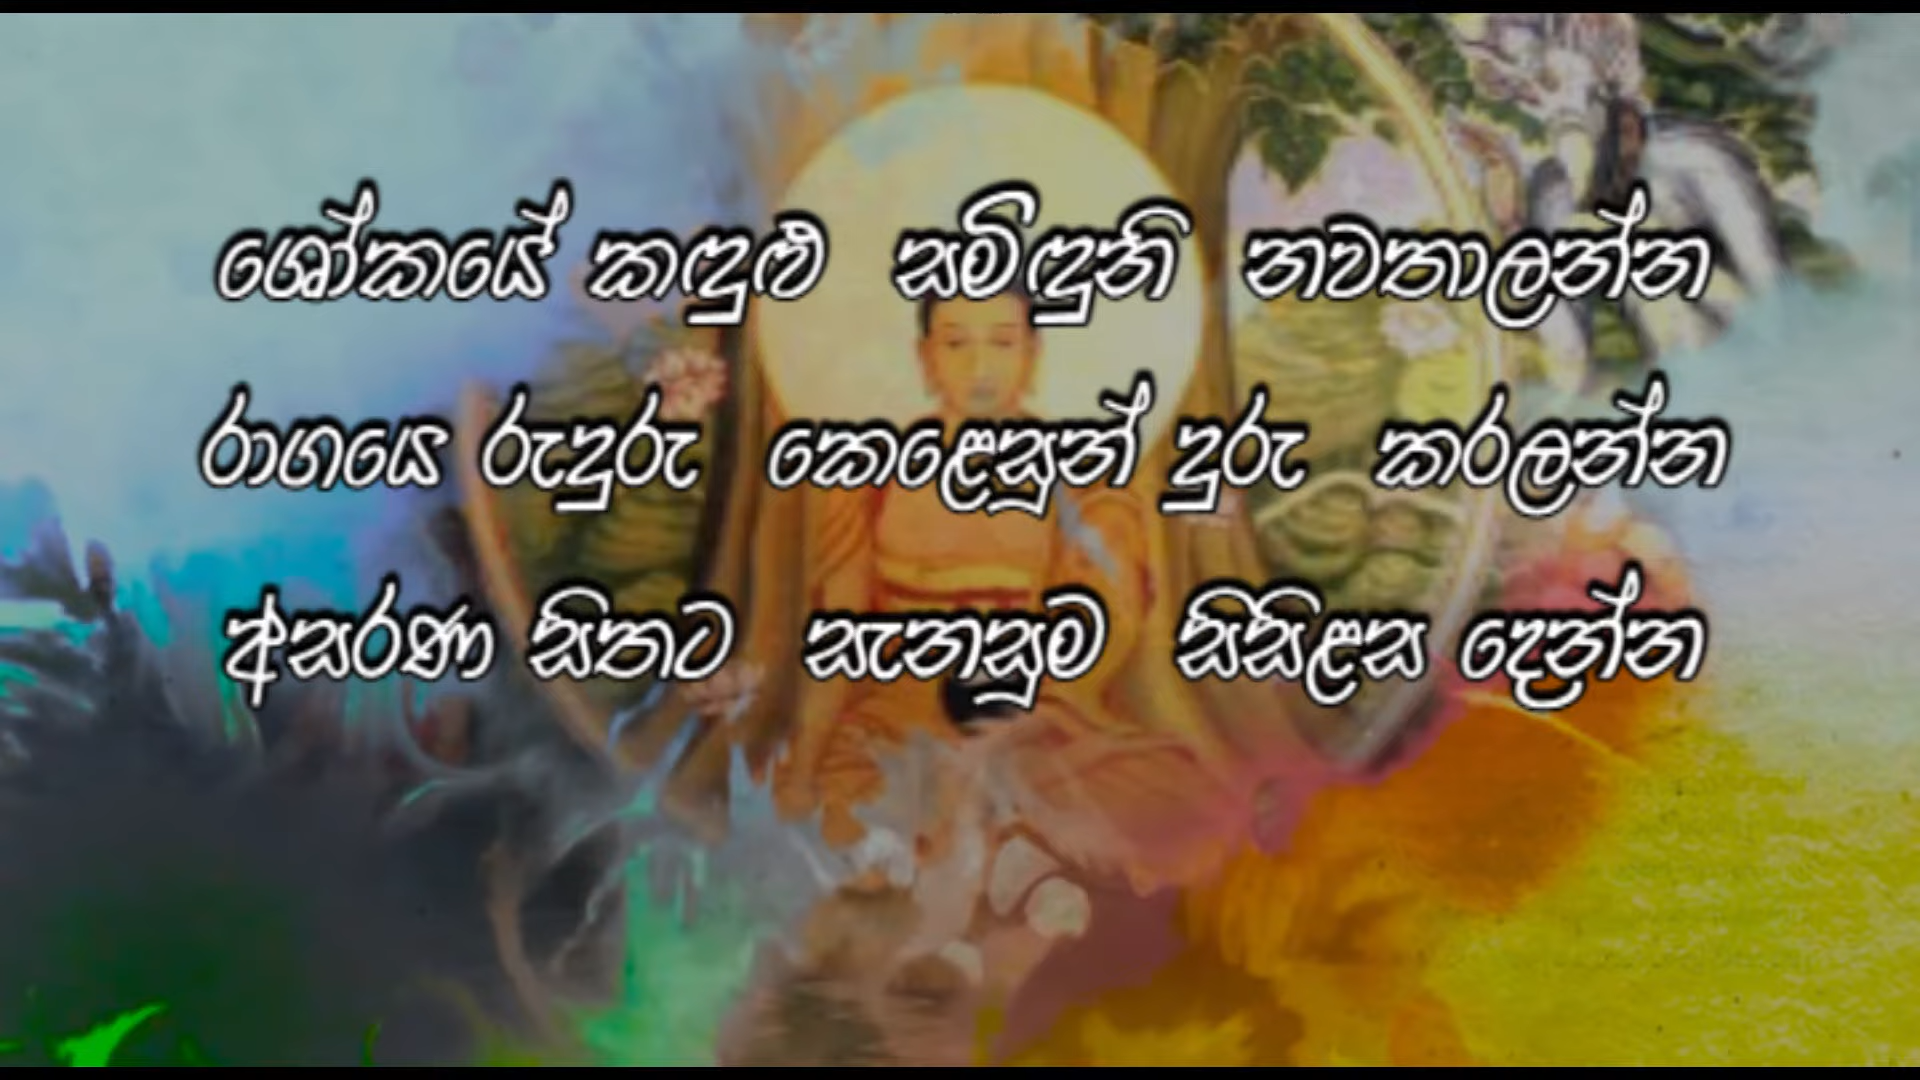 ශෝකයේ කඳුළු සමිඳුනි නවතාලන්න
රාගයෙ රුදුරු කෙළෙසූන් දුරු කරලන්න
අසරණ සිතට සැනසූම සිසිළස දෙන්න